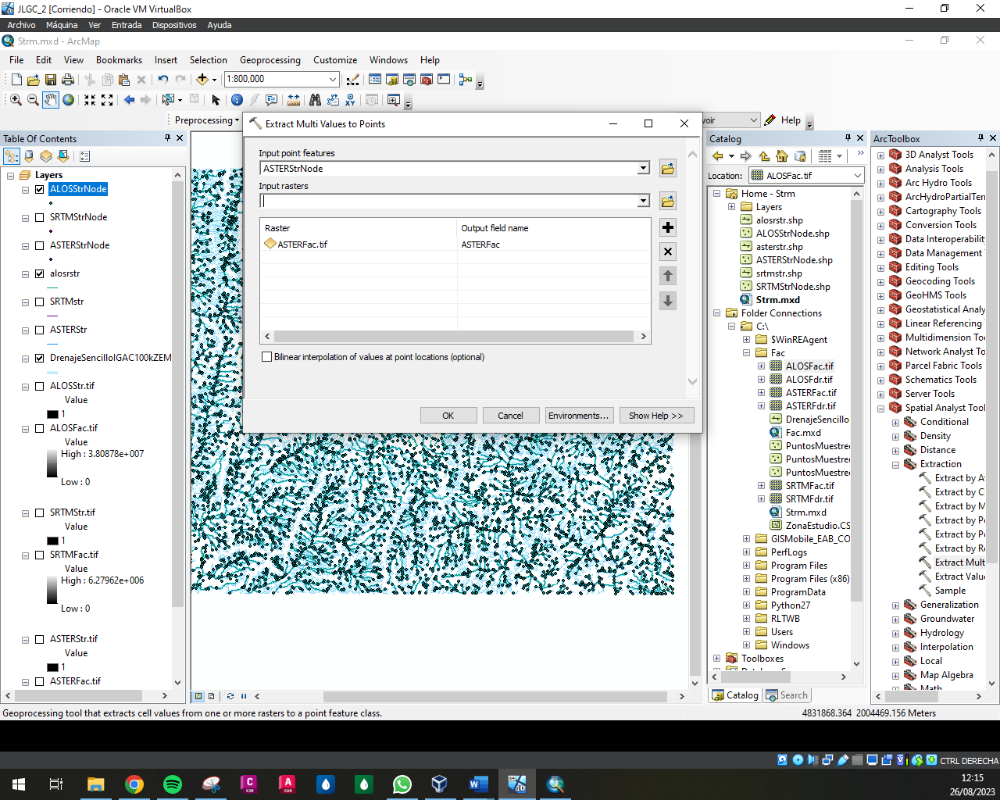 JLGC_2 [Corriendo] - Oracle VM VirtualBox
Archivo Máquina Ver Entrada Dispositivos Ayuda
Strm.mxd - ArcMap
File Edit View Bookmarks Insert Selection Geoprocessing Customize Windows Help
1:800,000
Preprocessing
Help
Table Of Contents
Layers
ALOSStrNode
SRTMStrNode
ASTERStrNode
alosrstr
SRTMstr
ASTERStr
DrenajeSencilloIGAC100kZEM
ALOSStr.tif
Value
1
ALOSFac.tif
Value
High : 3.80878e+007
Low : 0
SRTMStr.tif
Value
1
SRTMFac.tif
Value
High : 6.27962e+006
Low : 0
ASTERStr.tif
Value
1
ASTERFac.tif
Extract Multi Values to Points
Input point features
ASTERStrNode
Input rasters
Raster Output field name
ASTERFac.tif ASTERFac
Bilinear interpolation of values at point locations (optional)
OK Cancel Environments... Show Help >>
Catalog
Location: ALOSFac.tif
Home - Strm
Layers
alosrstr.shp
ALOSStrNode.shp
asterstr.shp
ASTERStrNode.shp
srtmstr.shp
SRTMStrNode.shp
Strm.mxd
Folder Connections
C:\
$WinREAgent
Fac
ALOSFac.tif
ALOSFdr.tif
ASTERFac.tif
ASTERFdr.tif
DrenajeSencillo
Fac.mxd
PuntosMuestre
PuntosMuestre
PuntosMuestre
SRTMFac.tif
SRTMFdr.tif
Strm.mxd
ZonaEstudio.CS
GISMobile_EAB_CO
PerfLogs
Program Files
Program Files (x86)
ProgramData
Python27
RLTWB
Users
Windows
Toolboxes
Catalog Search
ArcToolbox
3D Analyst Tools
Analysis Tools
Arc Hydro Tools
ArcHydroPartialTerr
Cartography Tools
Conversion Tools
Data Interoperability
Data Management
Editing Tools
Geocoding Tools
GeoHMS Tools
Geostatistical Analy
Linear Referencing
Multidimension Too
Network Analyst To
Parcel Fabric Tools
Schematics Tools
Server Tools
Spatial Analyst Tool
Conditional
Density
Distance
Extraction
Extract by A
Extract by C
Extract by M
Extract by P
Extract by P
Extract by R
Extract Mult
Extract Value
Sample
Generalization
Groundwater
Hydrology
Interpolation
Local
Map Algebra
Math
Geoprocessing tool that extracts cell values from one or more rasters to a point feature class.
4831868.364 2004469.156 Meters
CTRL DERECHA
12:15
26/08/2023